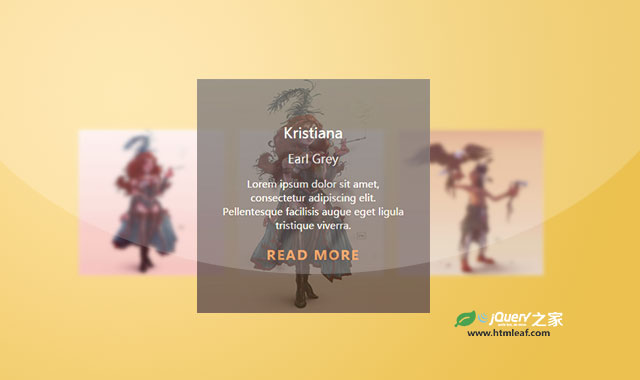 Kristiana
Earl Grey
Lorem ipsum dolor sit amet,
consectetur adipiscing elit.
Pellentesque facilisis augue eget ligula
tristique viverra.
READ MORE
jQuery之家
www.htmleaf.com